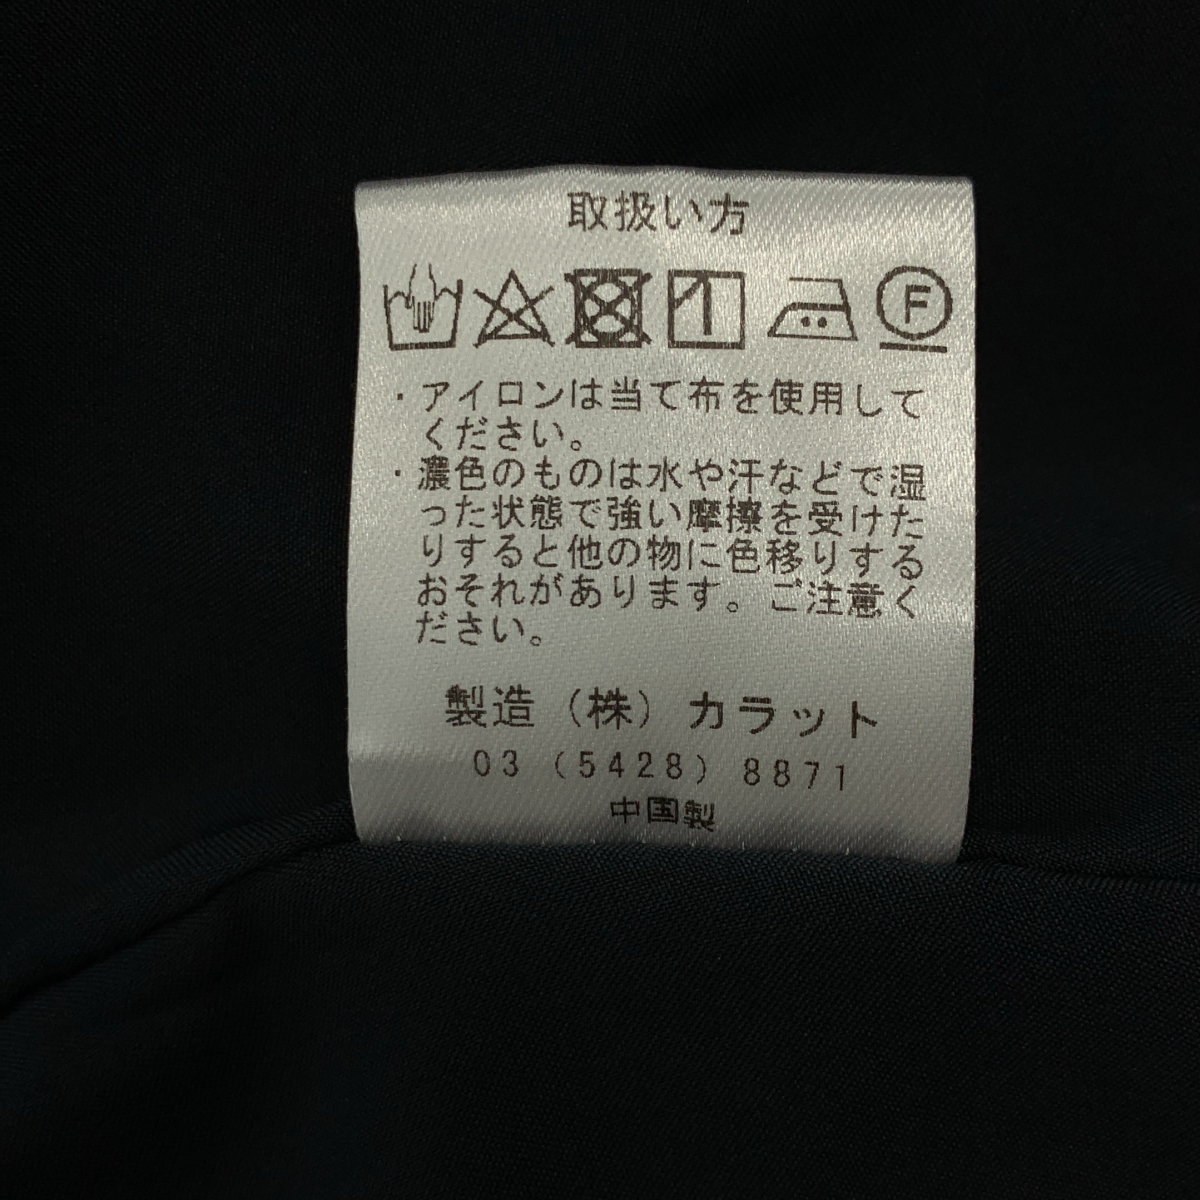 取扱い方
F
・アイロンは当て布を使用して
ください。
・濃色のものは水や汗などで湿
った状態で強い摩擦を受けた
りすると他の物に色移りする
おそれがあります。ご注意く
ださい。
製造（株）カラット
03（5428）8871
中国製